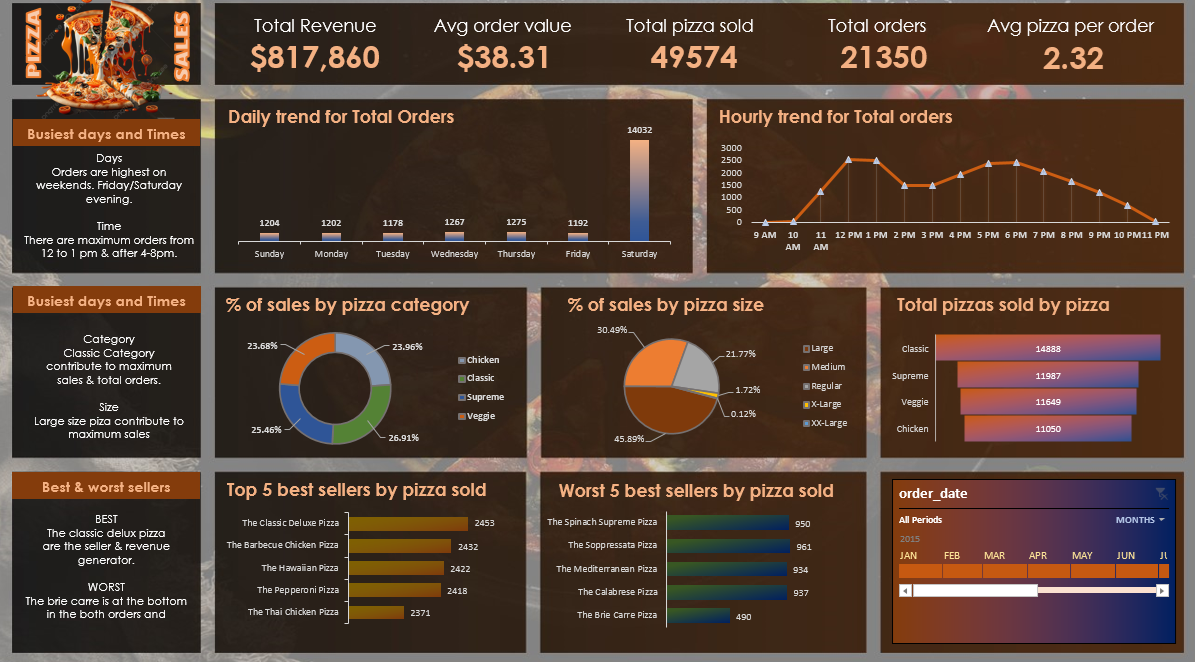 PIZZA
SALES
Total Revenue
$817,860
Avg order value
$38.31
Total pizza sold
49574
Total orders
21350
Avg pizza per order
2.32
Busiest days and Times
Days
Orders are highest on
weekends. Friday/Saturday
evening.
Time
There are maximum orders from
12 to 1 pm & after 4-8pm.
Daily trend for Total Orders
1204
1202
1178
1267
1275
1192
14032
Sunday
Monday
Tuesday
Wednesday
Thursday
Friday
Saturday
Hourly trend for Total orders
3000
2500
2000
1500
1000
500
0
9 AM
10
AM
11
AM
12 PM
1 PM
2 PM
3 PM
4 PM
5 PM
6 PM
7 PM
8 PM
9 PM
10 PM
11 PM
Busiest days and Times
Category
Classic Category
contribute to maximum
sales & total orders.
Size
Large size piza contribute to
maximum sales
% of sales by pizza category
23.68%
23.96%
25.46%
26.91%
Chicken
Classic
Supreme
Veggie
% of sales by pizza size
30.49%
21.77%
1.72%
0.12%
45.89%
Large
Medium
Regular
X-Large
XX-Large
Total pizzas sold by pizza
Classic
14888
Supreme
11987
Veggie
11649
Chicken
11050
Best & worst sellers
BEST
The classic delux pizza
are the seller & revenue
generator.
WORST
The brie carre is at the bottom
in the both orders and
Top 5 best sellers by pizza sold
The Classic Deluxe Pizza
2453
The Barbecue Chicken Pizza
2432
The Hawaiian Pizza
2422
The Pepperoni Pizza
2418
The Thai Chicken Pizza
2371
Worst 5 best sellers by pizza sold
The Spinach Supreme Pizza
950
The Soppressata Pizza
961
The Mediterranean Pizza
934
The Calabrese Pizza
937
The Brie Carre Pizza
490
order_date
All Periods
MONTHS
2015
JAN
FEB
MAR
APR
MAY
JUN